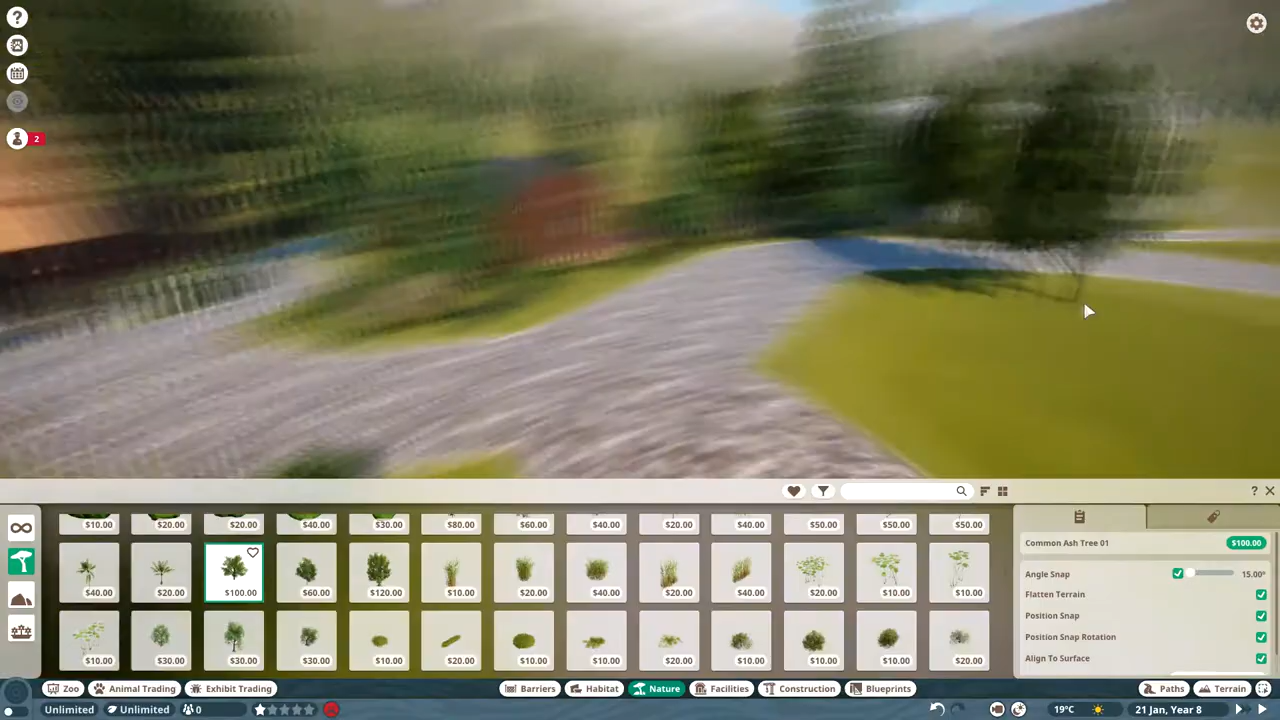 ?
2
? ×
$10.00 $20.00 $20.00 $40.00 $30.00 $80.00 $60.00 $40.00 $20.00 $40.00 $50.00 $50.00 $50.00
$40.00 $20.00 $100.00 $60.00 $120.00 $10.00 $20.00 $40.00 $20.00 $40.00 $20.00 $10.00 $10.00
$10.00 $30.00 $30.00 $30.00 $10.00 $20.00 $10.00 $10.00 $20.00 $10.00 $10.00 $10.00 $20.00
Common Ash Tree 01 $100.00
Angle Snap 15.00°
Flatten Terrain
Position Snap
Position Snap Rotation
Align To Surface
Zoo Animal Trading Exhibit Trading Barriers Habitat Nature Facilities Construction Blueprints Paths Terrain
Unlimited Unlimited 0 19°C 21 Jan, Year 8